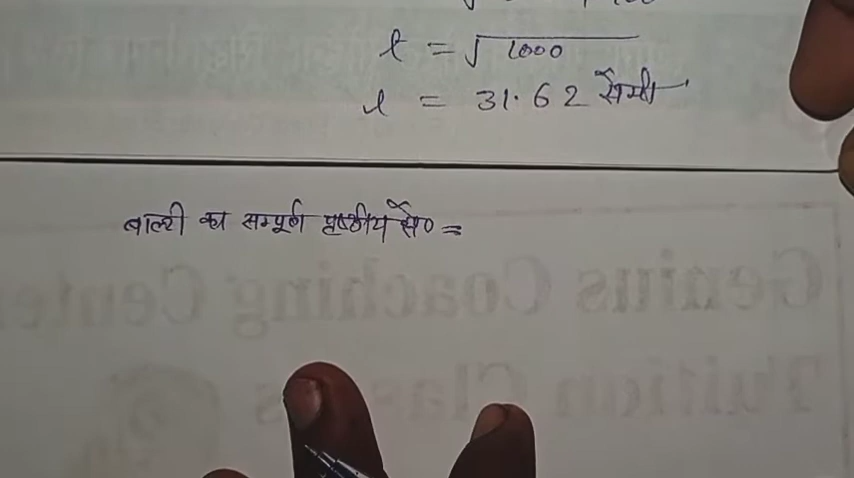 l = √1000
l = 31.62 सेमी
बाल्टी का सम्पूर्ण पृष्ठीय क्षे० =
Genius Coaching Center
Tuition Classes